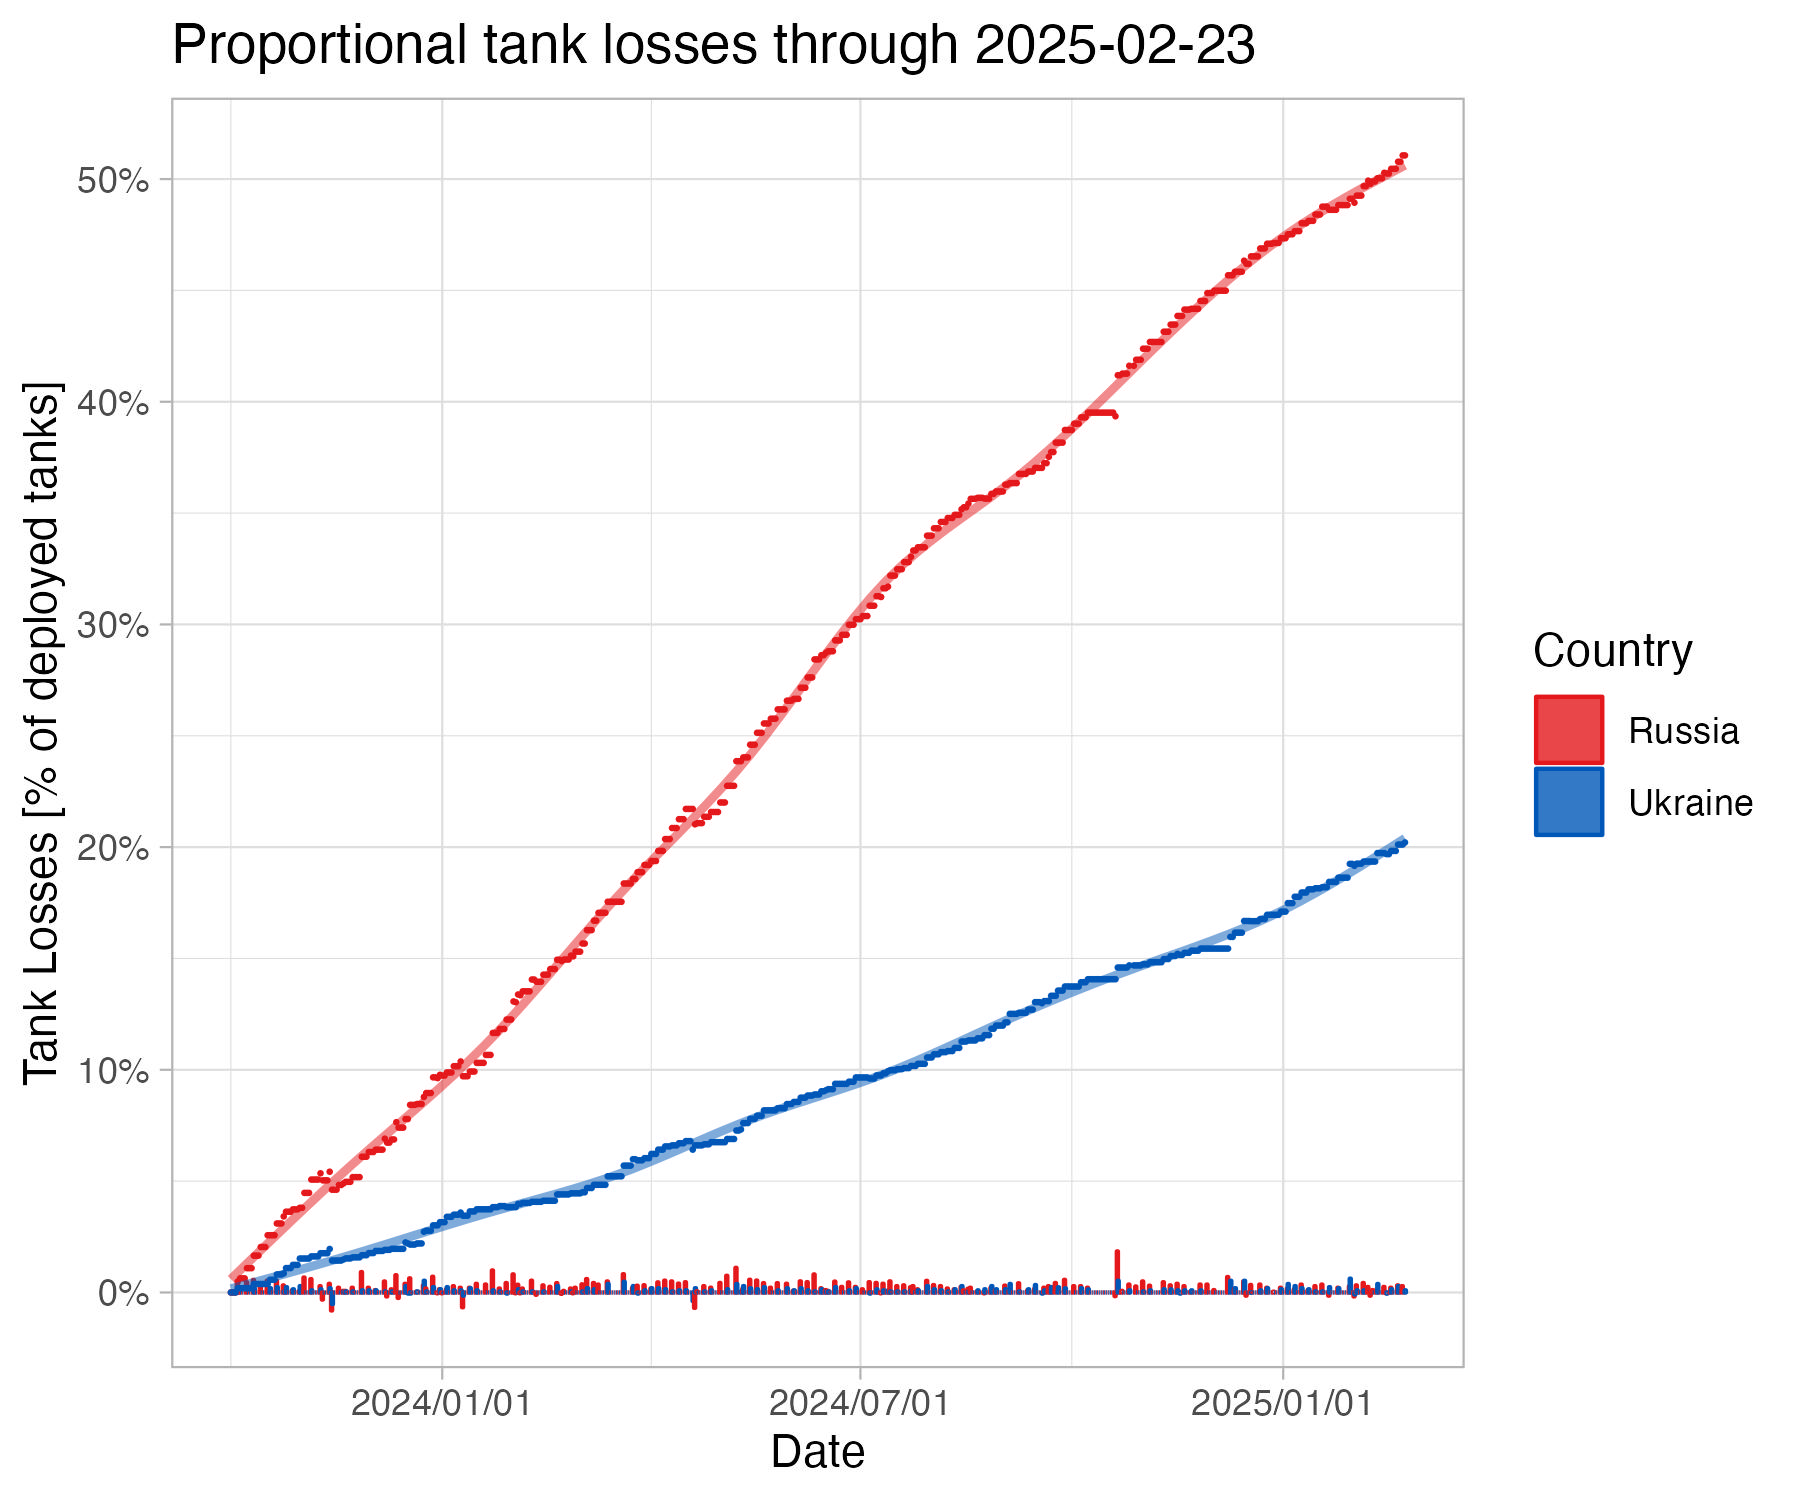 Proportional tank losses through 2025-02-23
Tank Losses [% of deployed tanks]
50%
40%
30%
20%
10%
0%
2024/01/01
2024/07/01
2025/01/01
Date
Country
Russia
Ukraine